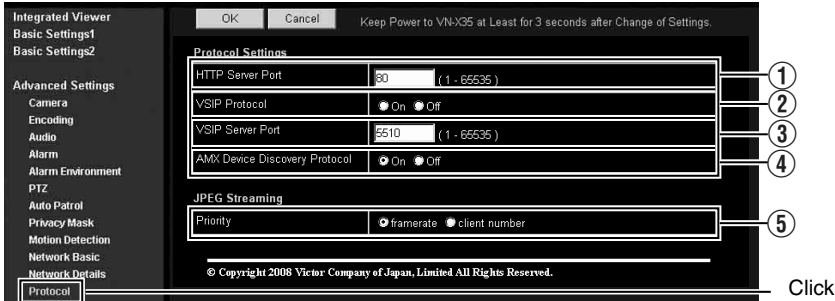 Integrated Viewer
Basic Settings1
Basic Settings2
Advanced Settings
Camera
Encoding
Audio
Alarm
Alarm Environment
PTZ
Auto Patrol
Privacy Mask
Motion Detection
Network Basic
Network Details
Protocol
OK Cancel Keep Power to VN-X35 at Least for 3 seconds after Change of Settings.
Protocol Settings
HTTP Server Port 80 ( 1 - 65535 ) ①
VSIP Protocol On Off ②
VSIP Server Port 5510 ( 1 - 65535 ) ③
AMX Device Discovery Protocol On Off ④
JPEG Streaming
Priority framerate client number ⑤
© Copyright 2008 Victor Company of Japan, Limited All Rights Reserved.
Click